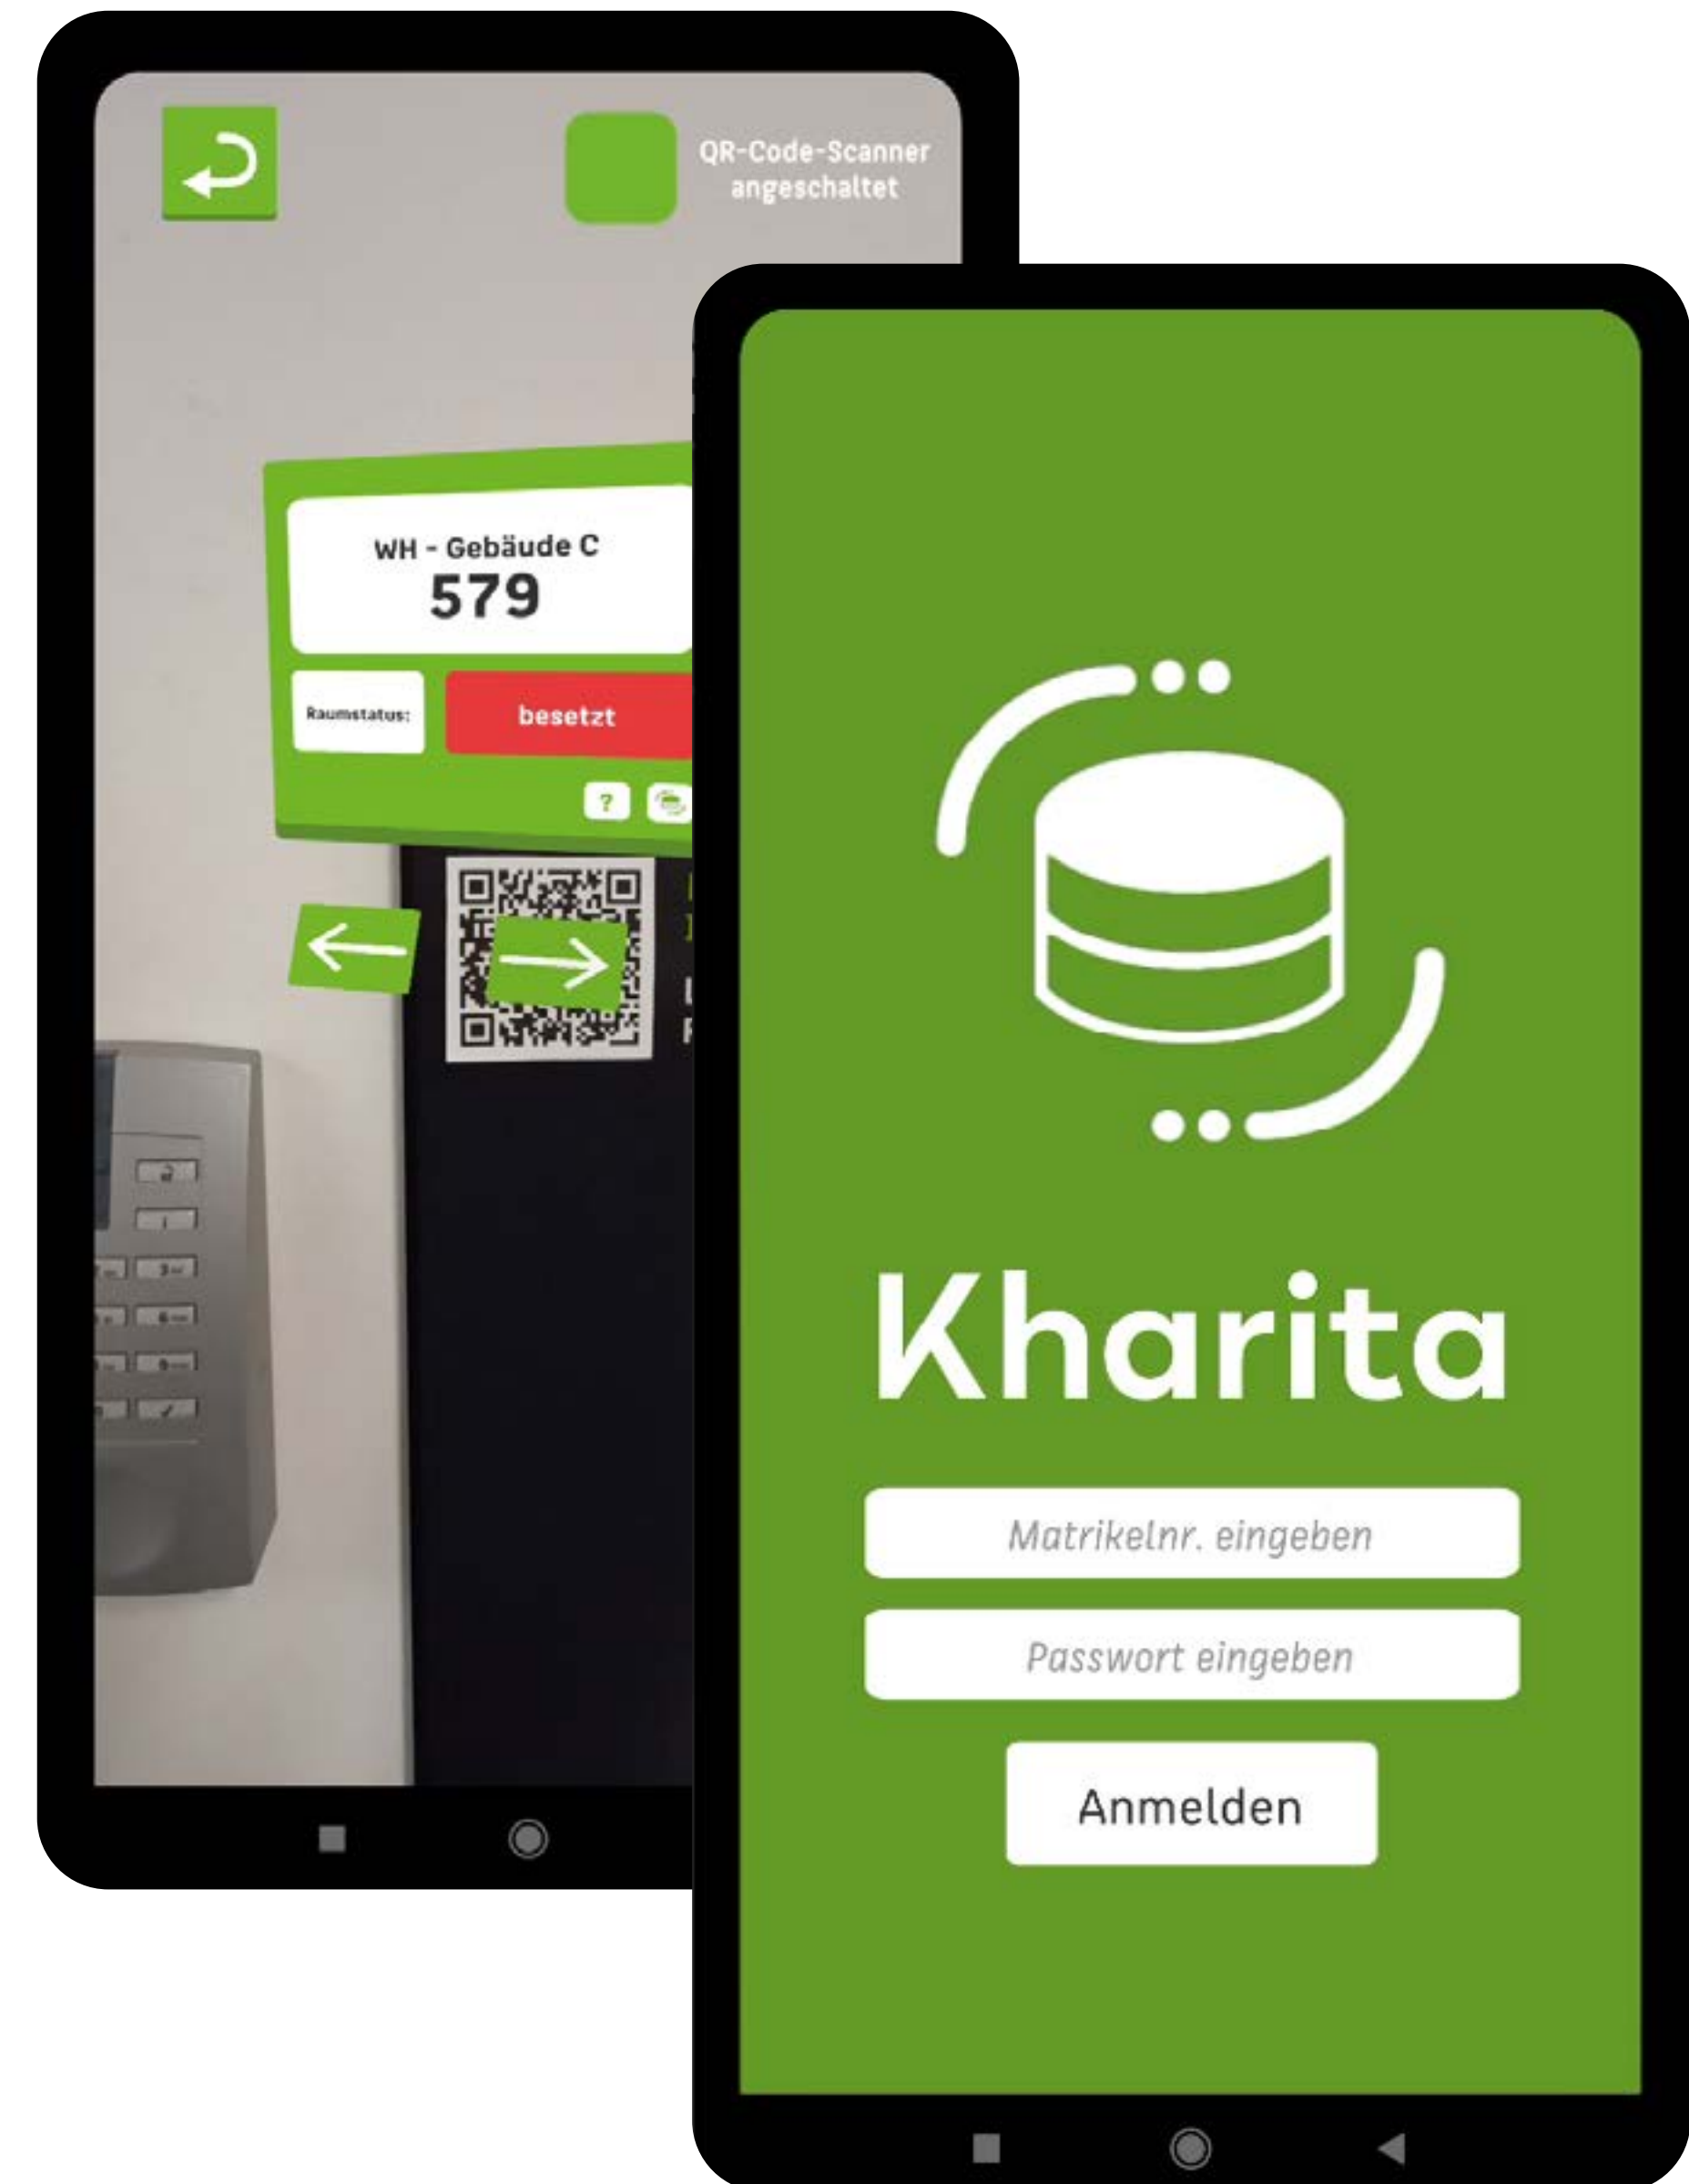 QR-Code-Scanner
angeschaltet
WH - Gebäude C
579
Raumstatus:
besetzt
?
Kharita
Matrikelnr. eingeben
Passwort eingeben
Anmelden